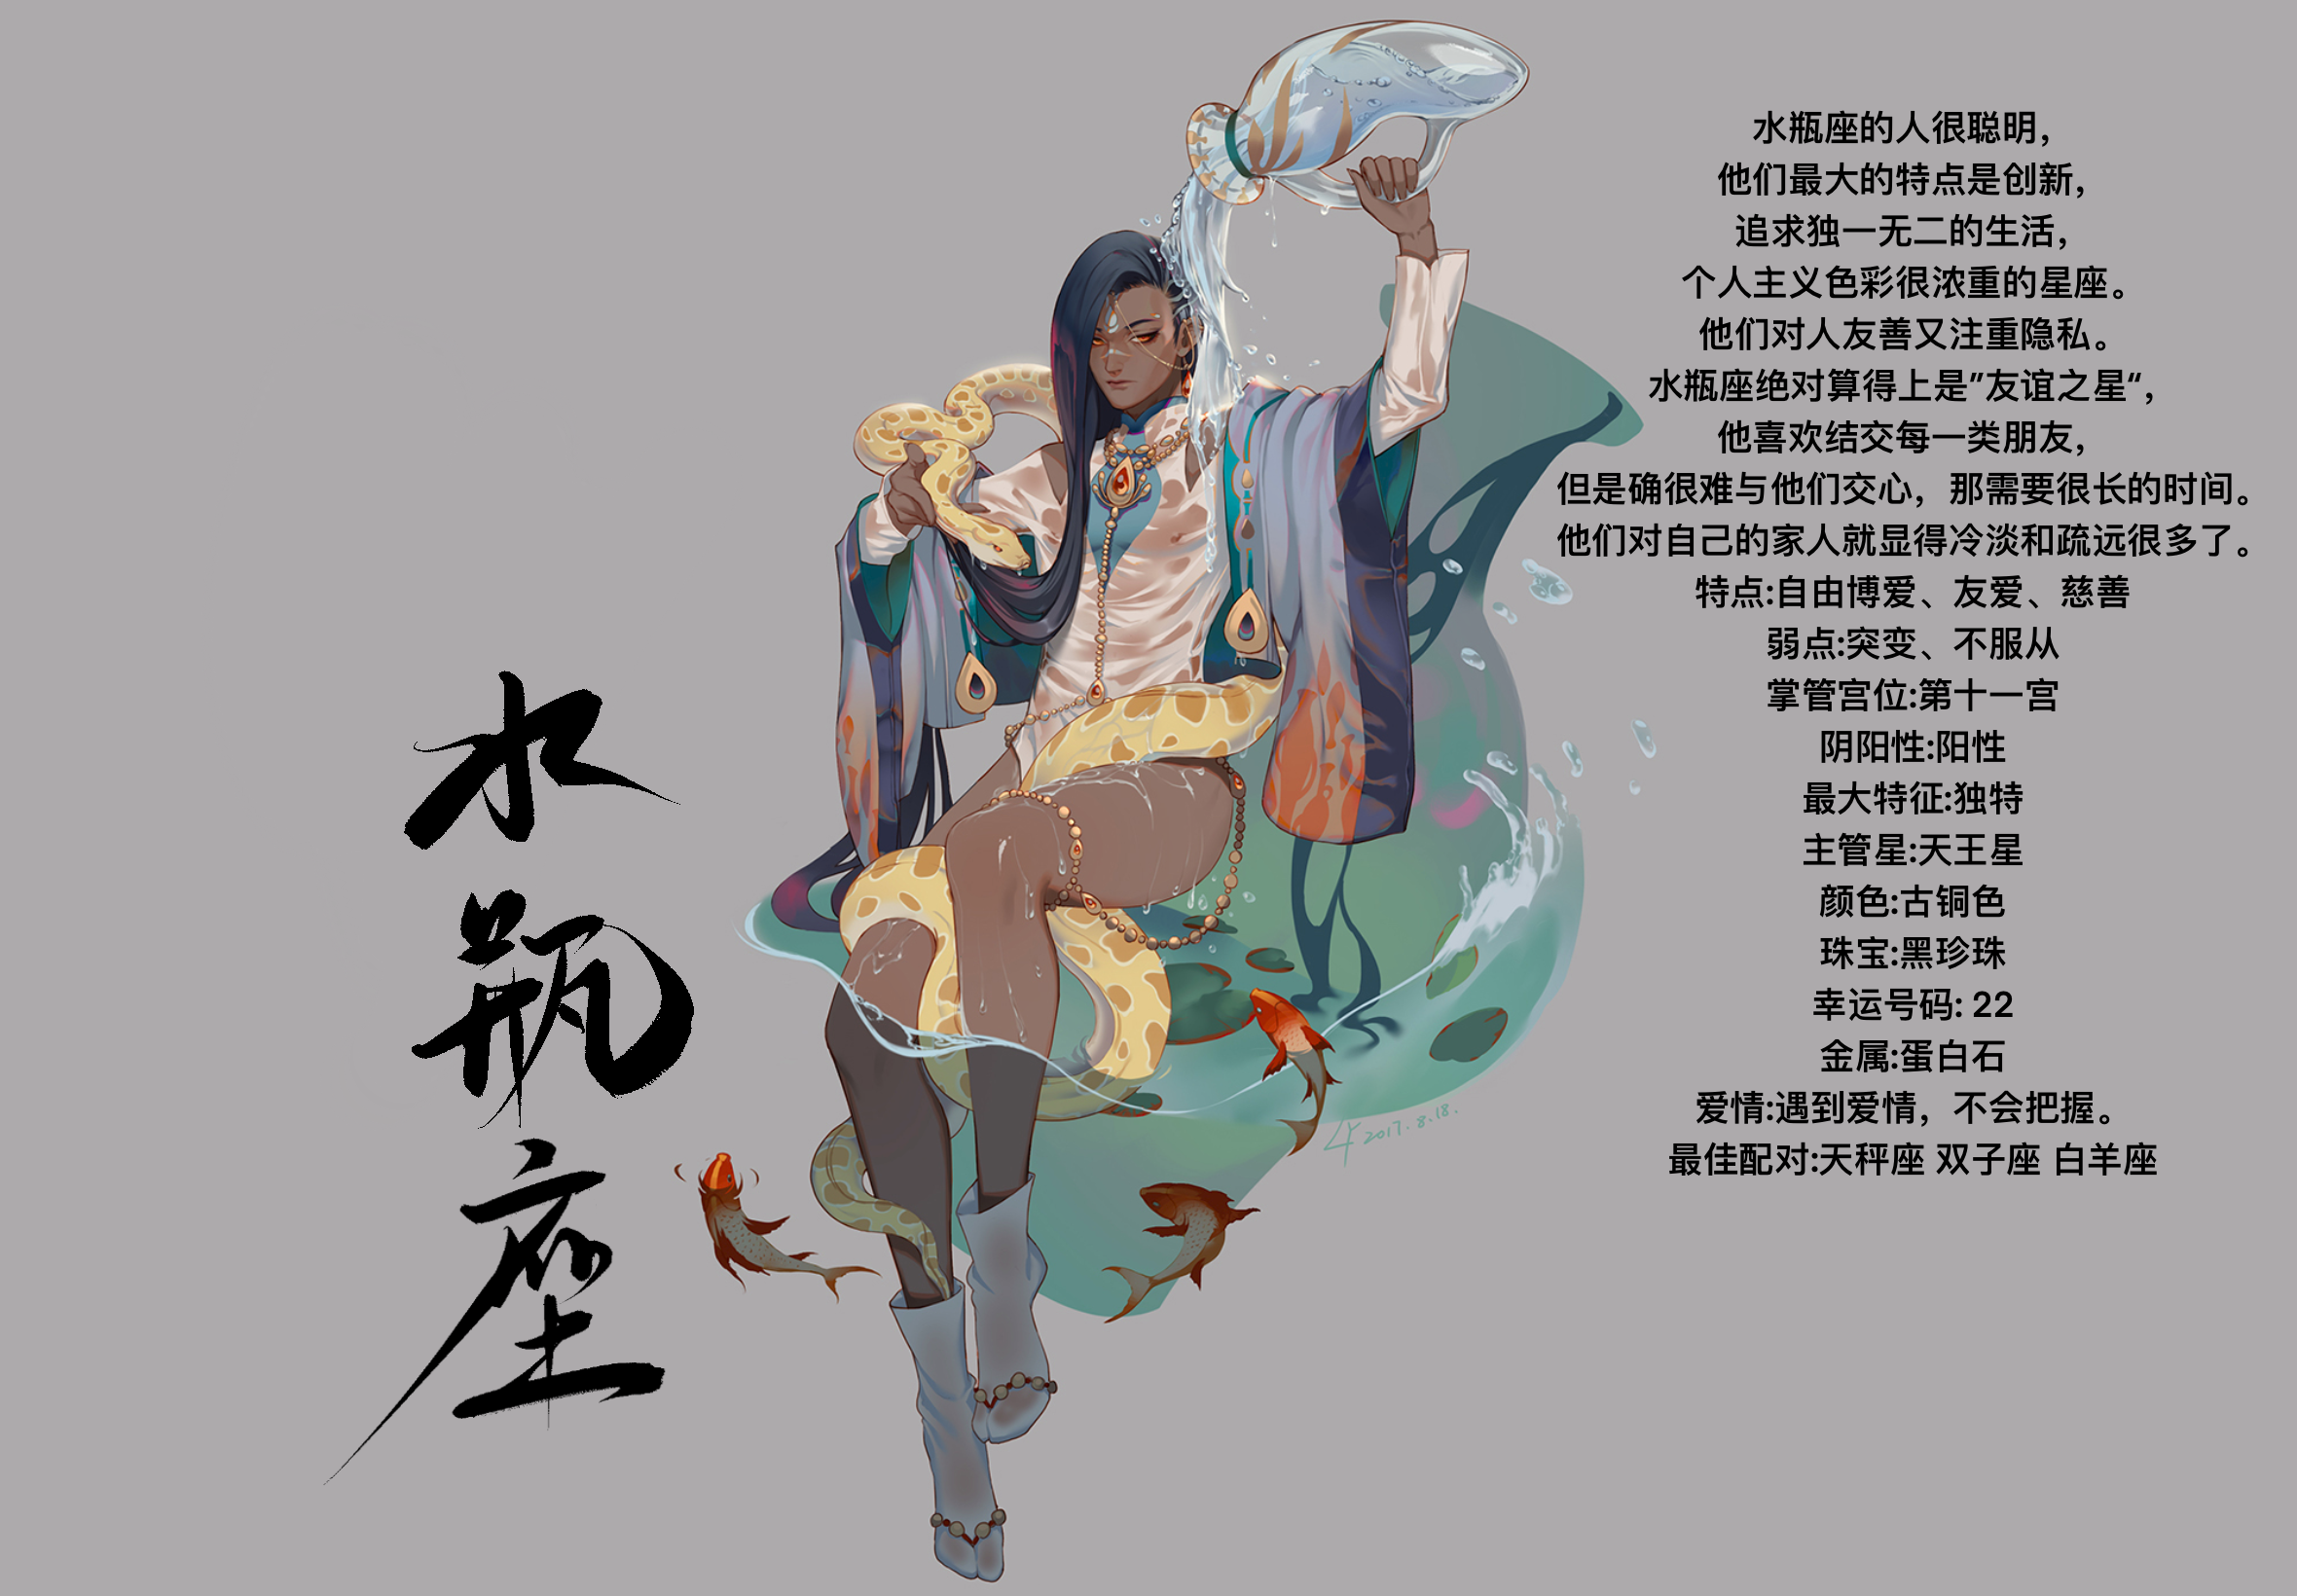 水瓶座
水瓶座的人很聪明，
他们最大的特点是创新，
追求独一无二的生活，
个人主义色彩很浓重的星座。
他们对人友善又注重隐私。
水瓶座绝对算得上是”友谊之星“，
他喜欢结交每一类朋友，
但是确很难与他们交心，那需要很长的时间。
他们对自己的家人就显得冷淡和疏远很多了。
特点:自由博爱、友爱、慈善
弱点:突变、不服从
掌管宫位:第十一宫
阴阳性:阳性
最大特征:独特
主管星:天王星
颜色:古铜色
珠宝:黑珍珠
幸运号码: 22
金属:蛋白石
爱情:遇到爱情，不会把握。
最佳配对:天秤座 双子座 白羊座
2017.8.18.